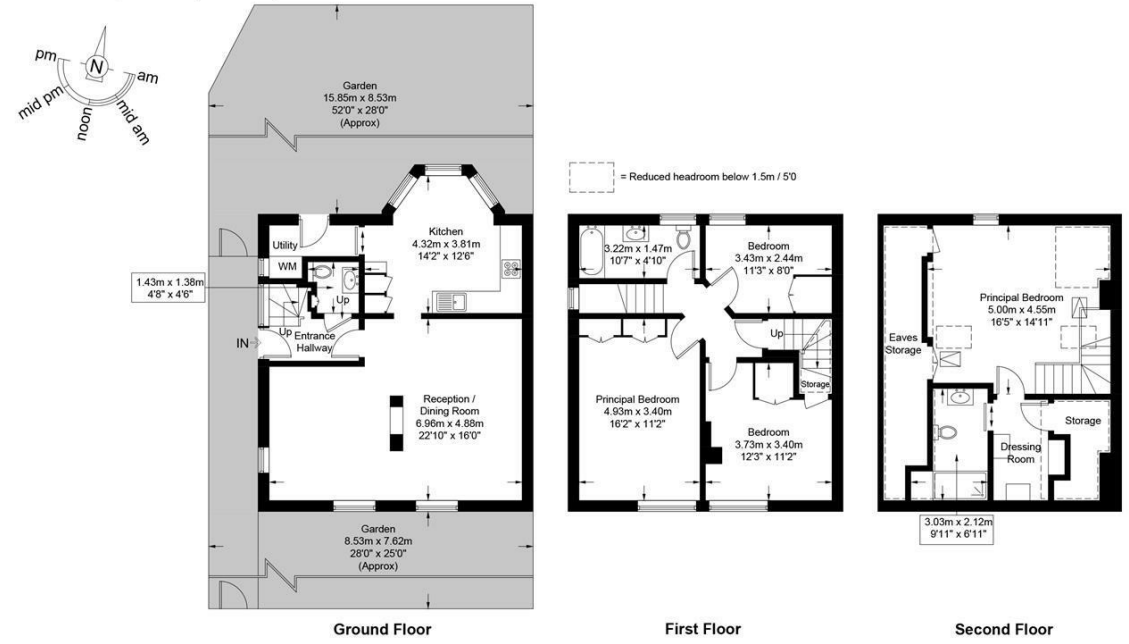 N
pm
am
mid pm
noon
mid am
Garden
15.85m x 8.53m
52'0" x 28'0"
(Approx)
Kitchen
4.32m x 3.81m
14'2" x 12'6"
Utility
WM
1.43m x 1.38m
4'8" x 4'6"
Up
Up
Entrance
Hallway
IN
Reception /
Dining Room
6.96m x 4.88m
22'10" x 16'0"
Garden
8.53m x 7.62m
28'0" x 25'0"
(Approx)
Ground Floor
= Reduced headroom below 1.5m / 5'0
3.22m x 1.47m
10'7" x 4'10"
Bedroom
3.43m x 2.44m
11'3" x 8'0"
Up
Storage
Principal Bedroom
4.93m x 3.40m
16'2" x 11'2"
Bedroom
3.73m x 3.40m
12'3" x 11'2"
First Floor
Principal Bedroom
5.00m x 4.55m
16'5" x 14'11"
Eaves
Storage
Storage
Dressing
Room
3.03m x 2.12m
9'11" x 6'11"
Second Floor